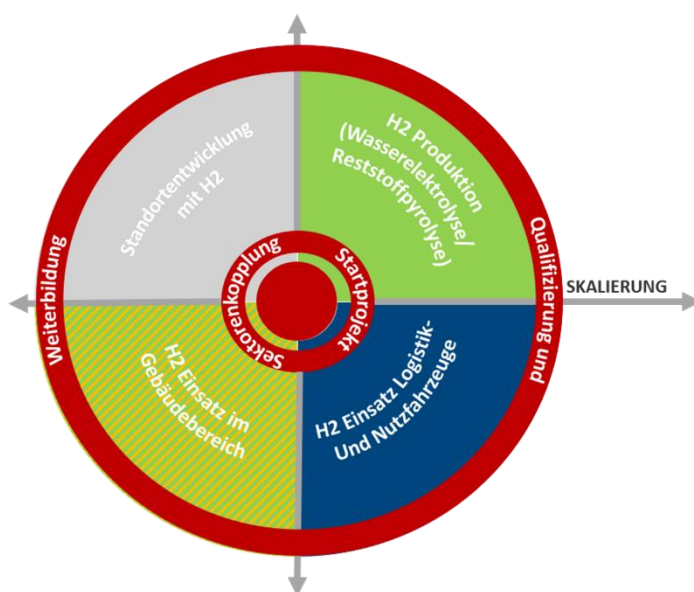 Standortentwicklung
mit H2
H2 Produktion
(Wasserelektrolyse/
Reststoffpyrolyse)
Weiterbildung
Qualifizierung und
Sektorenkopplung
Startprojekt
SKALIERUNG
H2 Einsatz im
Gebäudebereich
H2 Einsatz Logistik-
Und Nutzfahrzeuge